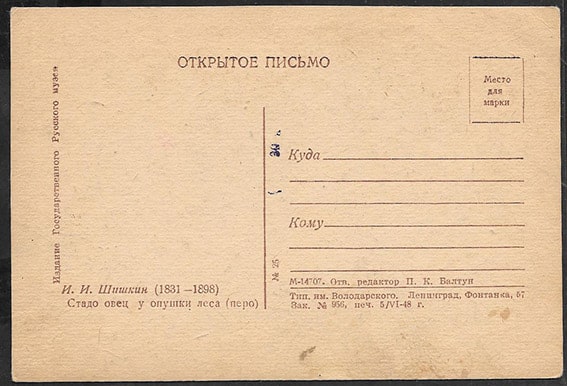 ОТКРЫТОЕ ПИСЬМО
Место
для
марки
Издание Государственного Русского музея
Куда
Кому
№ 25
И. И. Шишкин (1831—1898)
Стадо овец у опушки леса (перо)
М-14707. Отв. редактор П. К. Балтун
Тип. им. Володарского, Ленинград, Фонтанка, 57
Зак. № 956, печ. 5/VI-48 г.